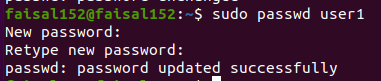 faisal152@faisal152:~$ sudo passwd user1
New password:
Retype new password:
passwd: password updated successfully